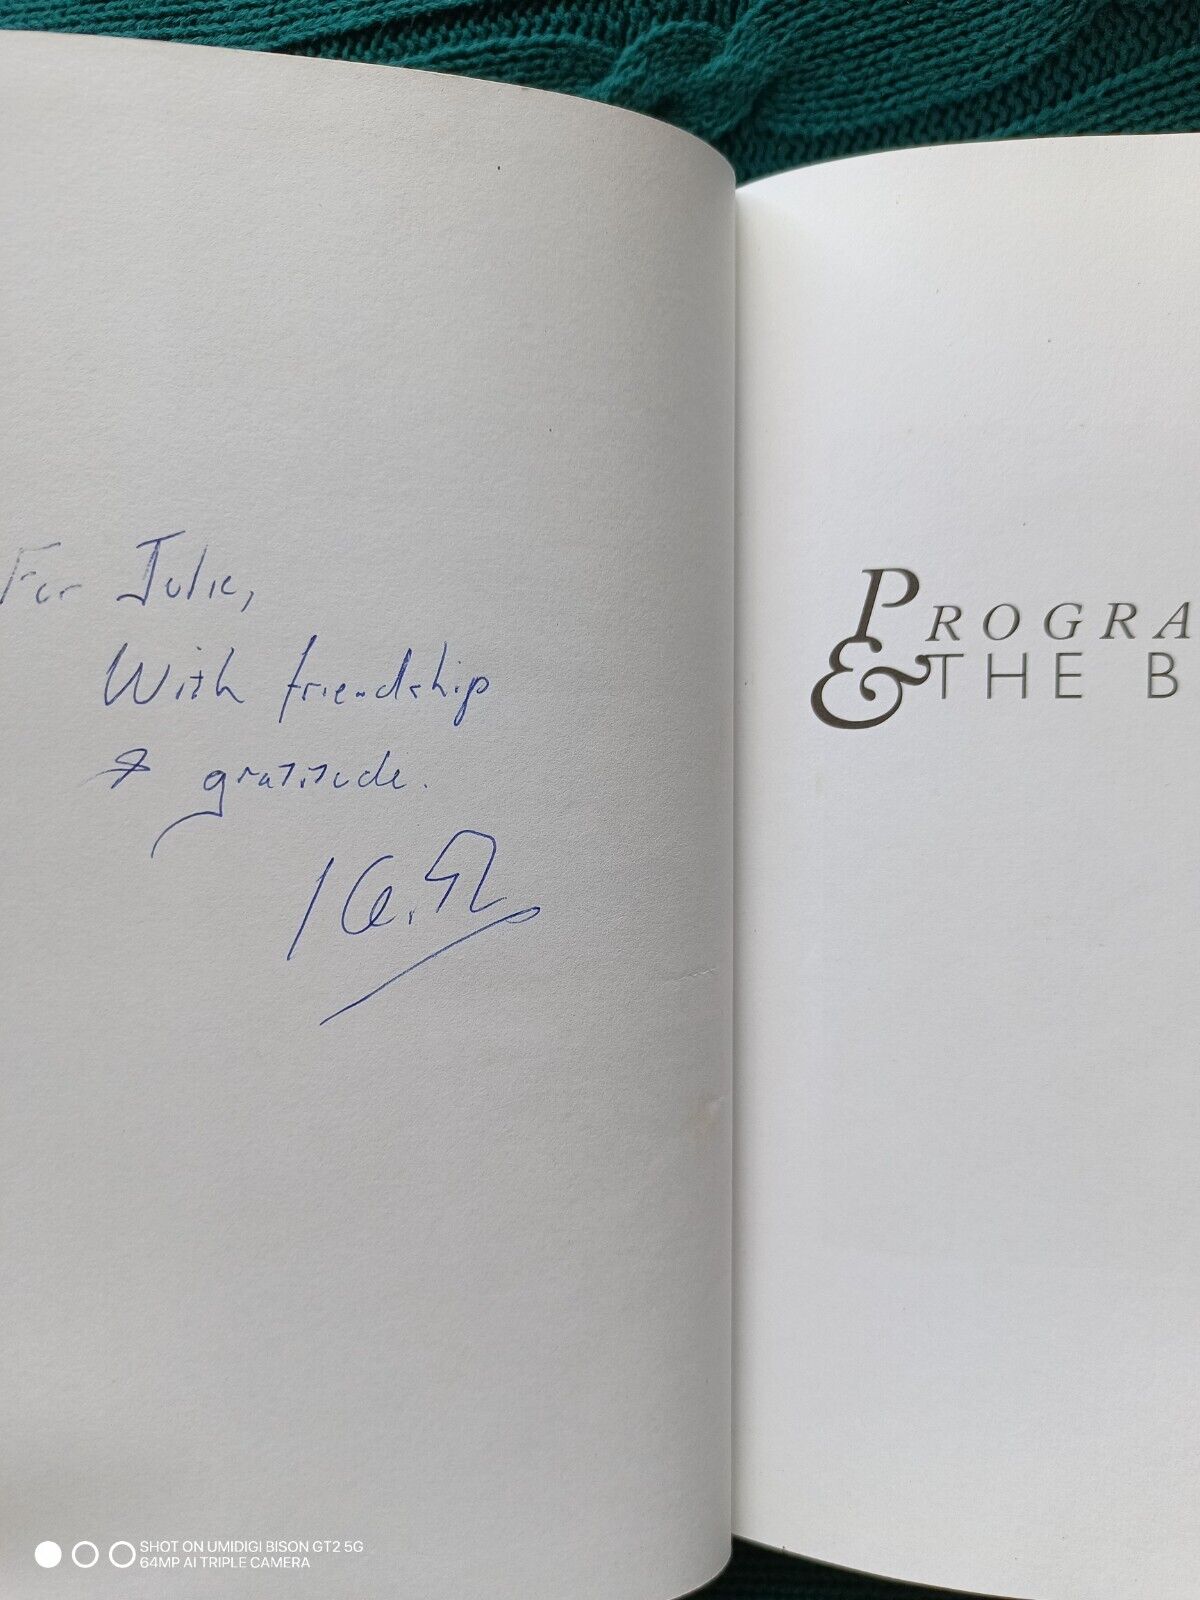 For Julie,
With friendship
& gratitude.
PROGRA
& THE B
SHOT ON UMIDIGI BISON GT2 5G
64MP AI TRIPLE CAMERA